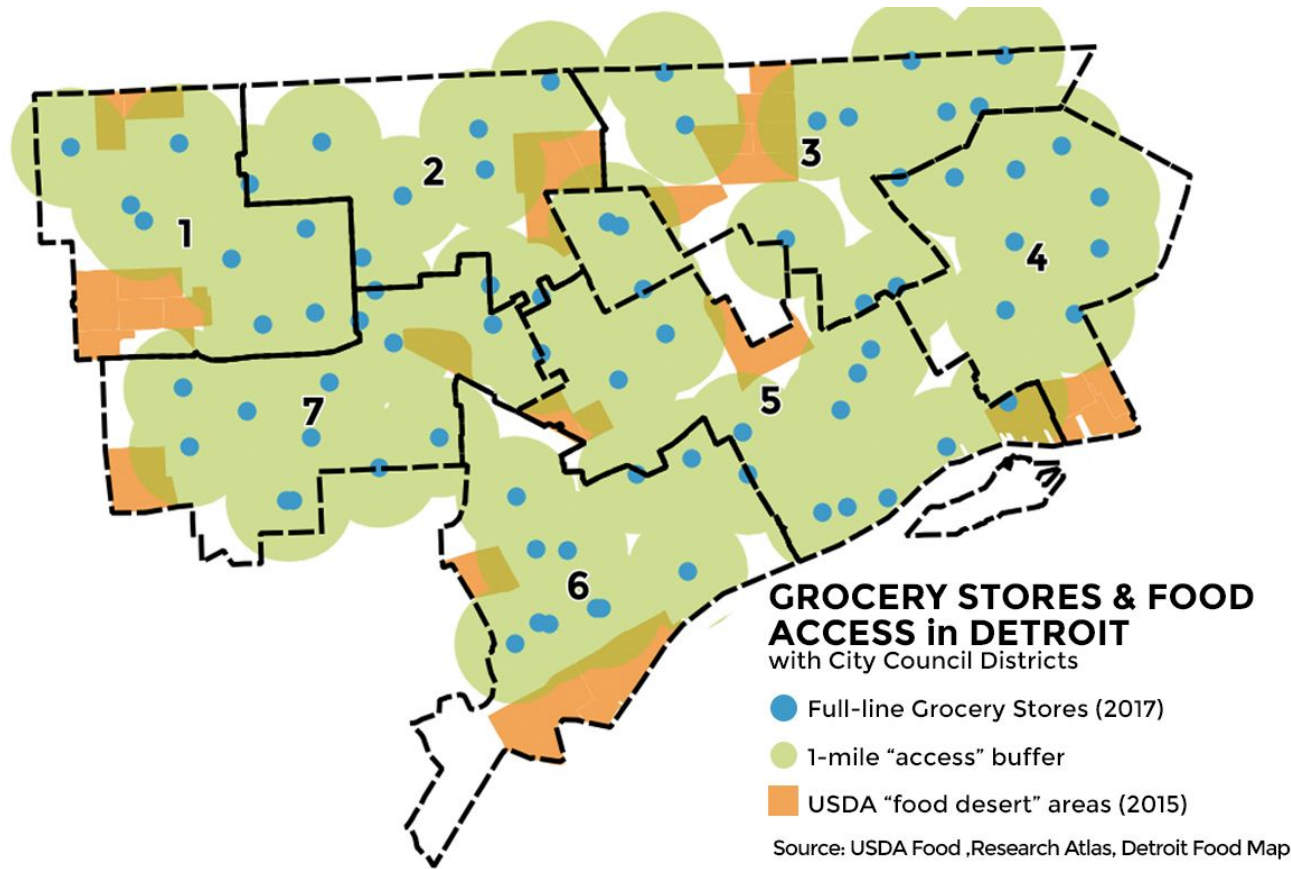 1
2
3
4
5
6
7
GROCERY STORES & FOOD
ACCESS in DETROIT
with City Council Districts
Full-line Grocery Stores (2017)
1-mile “access” buffer
USDA “food desert” areas (2015)
Source: USDA Food ,Research Atlas, Detroit Food Map